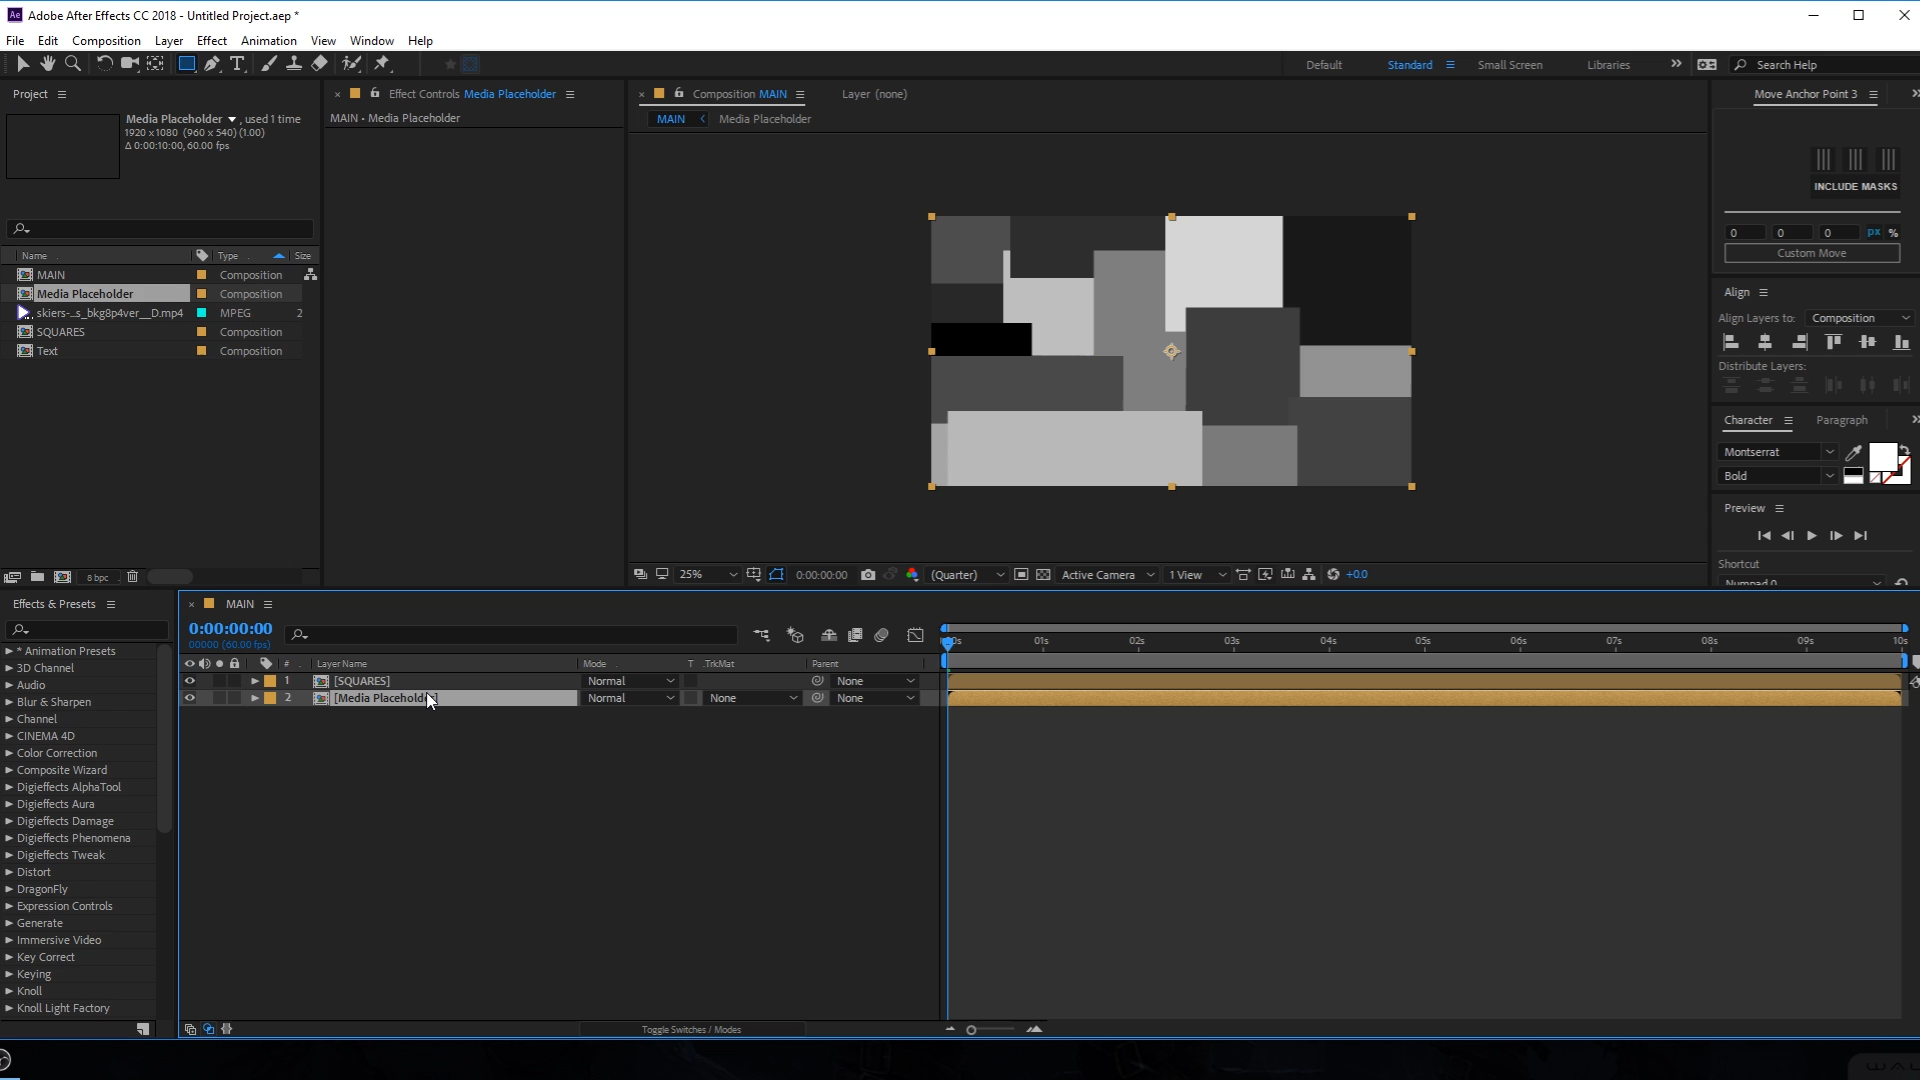 Adobe After Effects CC 2018 - Untitled Project.aep *
File Edit Composition Layer Effect Animation View Window Help
Default Standard Small Screen Libraries Search Help
Project
Media Placeholder , used 1 time
1920 x 1080 (960 x 540) (1.00)
Δ 0:00:10:00, 60.00 fps
Name Type Size
MAIN Composition
Media Placeholder Composition
skiers-...s_bkg8p4ver__D.mp4 MPEG 2
SQUARES Composition
Text Composition
8 bpc
Effect Controls Media Placeholder
MAIN • Media Placeholder
Composition MAIN
Layer (none)
MAIN Media Placeholder
25% 0:00:00:00 (Quarter) Active Camera 1 View +0.0
Move Anchor Point 3
INCLUDE MASKS
0 0 0 px %
Custom Move
Align
Align Layers to: Composition
Distribute Layers:
Character Paragraph
Montserrat
Bold
Preview
Shortcut
Numpad 0
Effects & Presets
* Animation Presets
3D Channel
Audio
Blur & Sharpen
Channel
CINEMA 4D
Color Correction
Composite Wizard
Digieffects AlphaTool
Digieffects Aura
Digieffects Damage
Digieffects Phenomena
Digieffects Tweak
Distort
DragonFly
Expression Controls
Generate
Immersive Video
Key Correct
Keying
Knoll
Knoll Light Factory
MAIN
0:00:00:00
00000 (60.00 fps)
# Layer Name Mode T .TrkMat Parent
1 [SQUARES] Normal None
2 [Media Placeholder] Normal None None
01s 02s 03s 04s 05s 06s 07s 08s 09s 10s
Toggle Switches / Modes